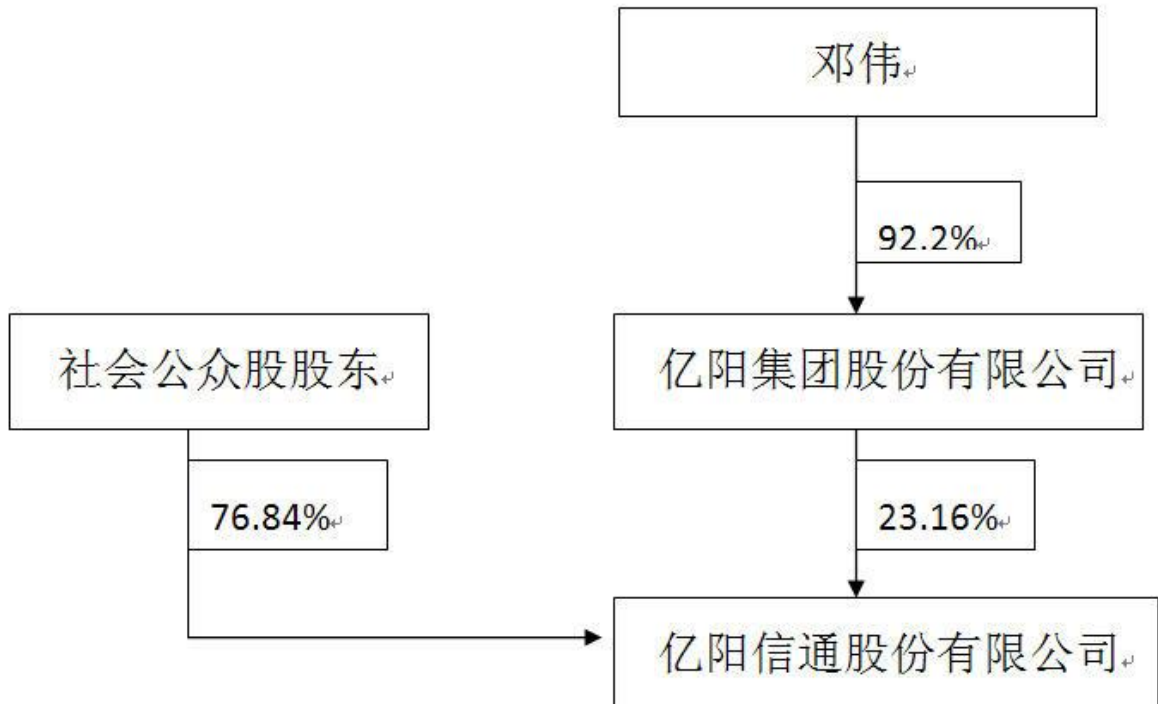 邓伟
92.2%
社会公众股股东
亿阳集团股份有限公司
76.84%
23.16%
亿阳信通股份有限公司